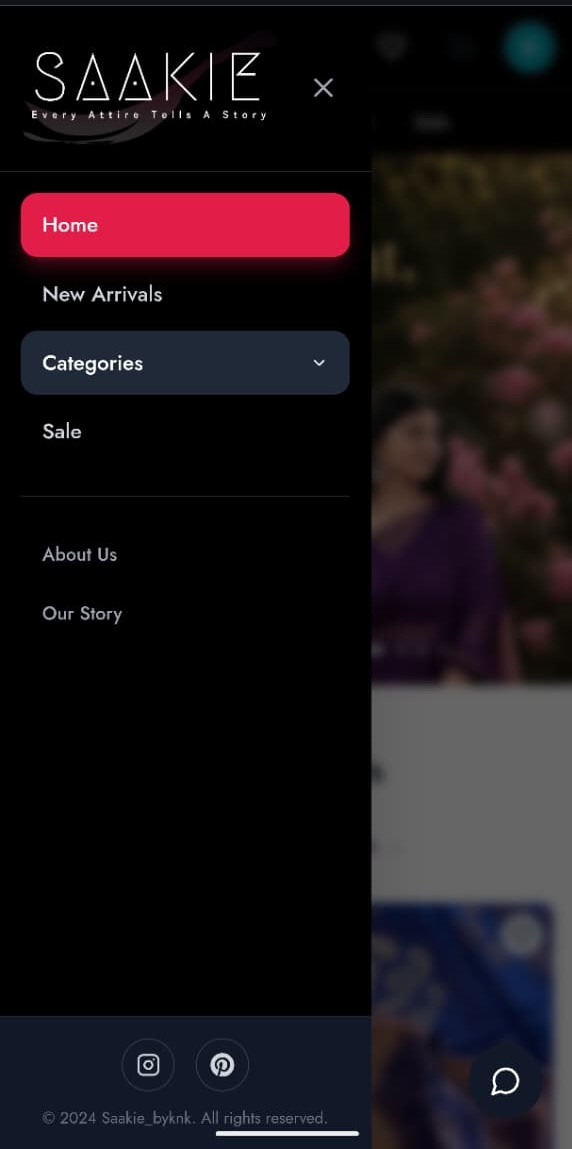 SAAKIE
Every Attire Tells A Story
Home
New Arrivals
Categories
Sale
About Us
Our Story
© 2024 Saakie_byknk. All rights reserved.